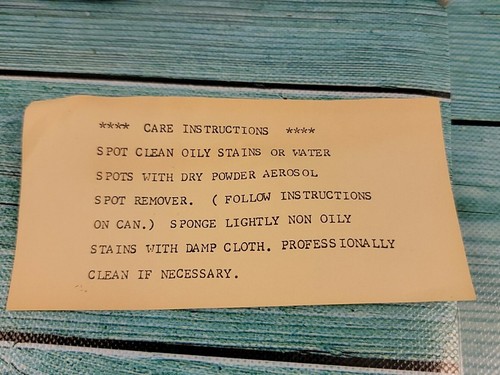 **** CARE INSTRUCTIONS ****
SPOT CLEAN OILY STAINS OR WATER
SPOTS WITH DRY POWDER AEROSOL
SPOT REMOVER. ( FOLLOW INSTRUCTIONS
ON CAN.) SPONGE LIGHTLY NON OILY
STAINS WITH DAMP CLOTH. PROFESSIONALLY
CLEAN IF NECESSARY.